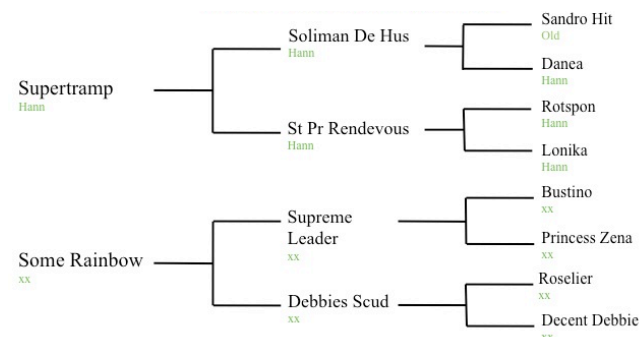 Sandro Hit
Old
Soliman De Hus
Hann
Danea
Hann
Supertramp
Hann
Rotspon
Hann
St Pr Rendevous
Hann
Lonika
Hann
Bustino
xx
Supreme
Leader
xx
Princess Zena
xx
Some Rainbow
xx
Roselier
xx
Debbies Scud
xx
Decent Debbie
xx